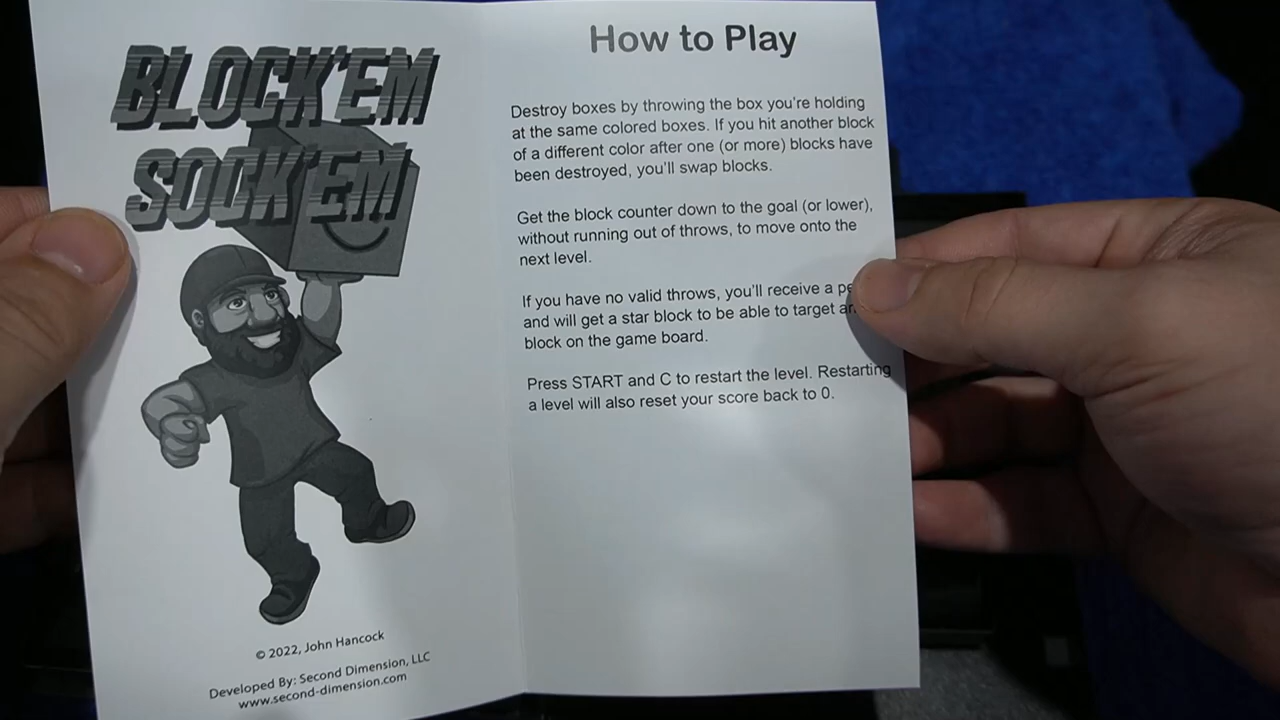 BLOCK'EM
SOCK'EM
© 2022, John Hancock
Developed By: Second Dimension, LLC
www.second-dimension.com
How to Play
Destroy boxes by throwing the box you're holding
at the same colored boxes. If you hit another block
of a different color after one (or more) blocks have
been destroyed, you'll swap blocks.
Get the block counter down to the goal (or lower),
without running out of throws, to move onto the
next level.
If you have no valid throws, you'll receive a
and will get a star block to be able to target
block on the game board.
Press START and C to restart the level. Restarting
a level will also reset your score back to 0.